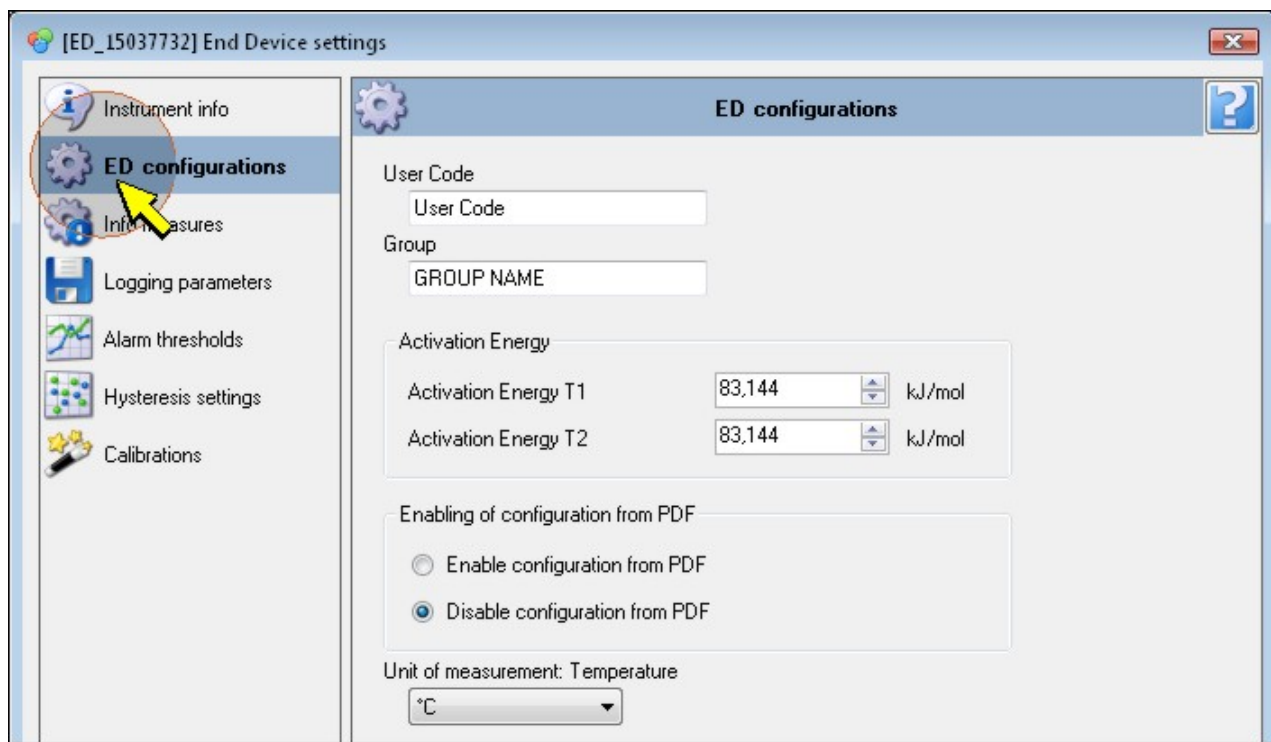 [ED_15037732] End Device settings
Instrument info
ED configurations
Info measures
Logging parameters
Alarm thresholds
Hysteresis settings
Calibrations
ED configurations
User Code
User Code
Group
GROUP NAME
Activation Energy
Activation Energy T1 83,144 kJ/mol
Activation Energy T2 83,144 kJ/mol
Enabling of configuration from PDF
Enable configuration from PDF
Disable configuration from PDF
Unit of measurement: Temperature
°C